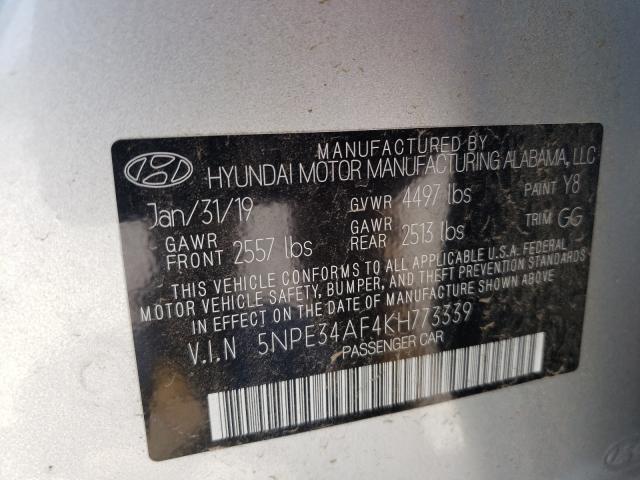 MANUFACTURED BY
HYUNDAI MOTOR MANUFACTURING ALABAMA, LLC
Jan/31/19 GVWR 4497 lbs PAINT Y8
GAWR FRONT 2557 lbs GAWR REAR 2513 lbs TRIM GG
THIS VEHICLE CONFORMS TO ALL APPLICABLE U.S.A. FEDERAL
MOTOR VEHICLE SAFETY, BUMPER, AND THEFT PREVENTION STANDARDS
IN EFFECT ON THE DATE OF MANUFACTURE SHOWN ABOVE.
V.I.N 5NPE34AF4KH773339
PASSENGER CAR